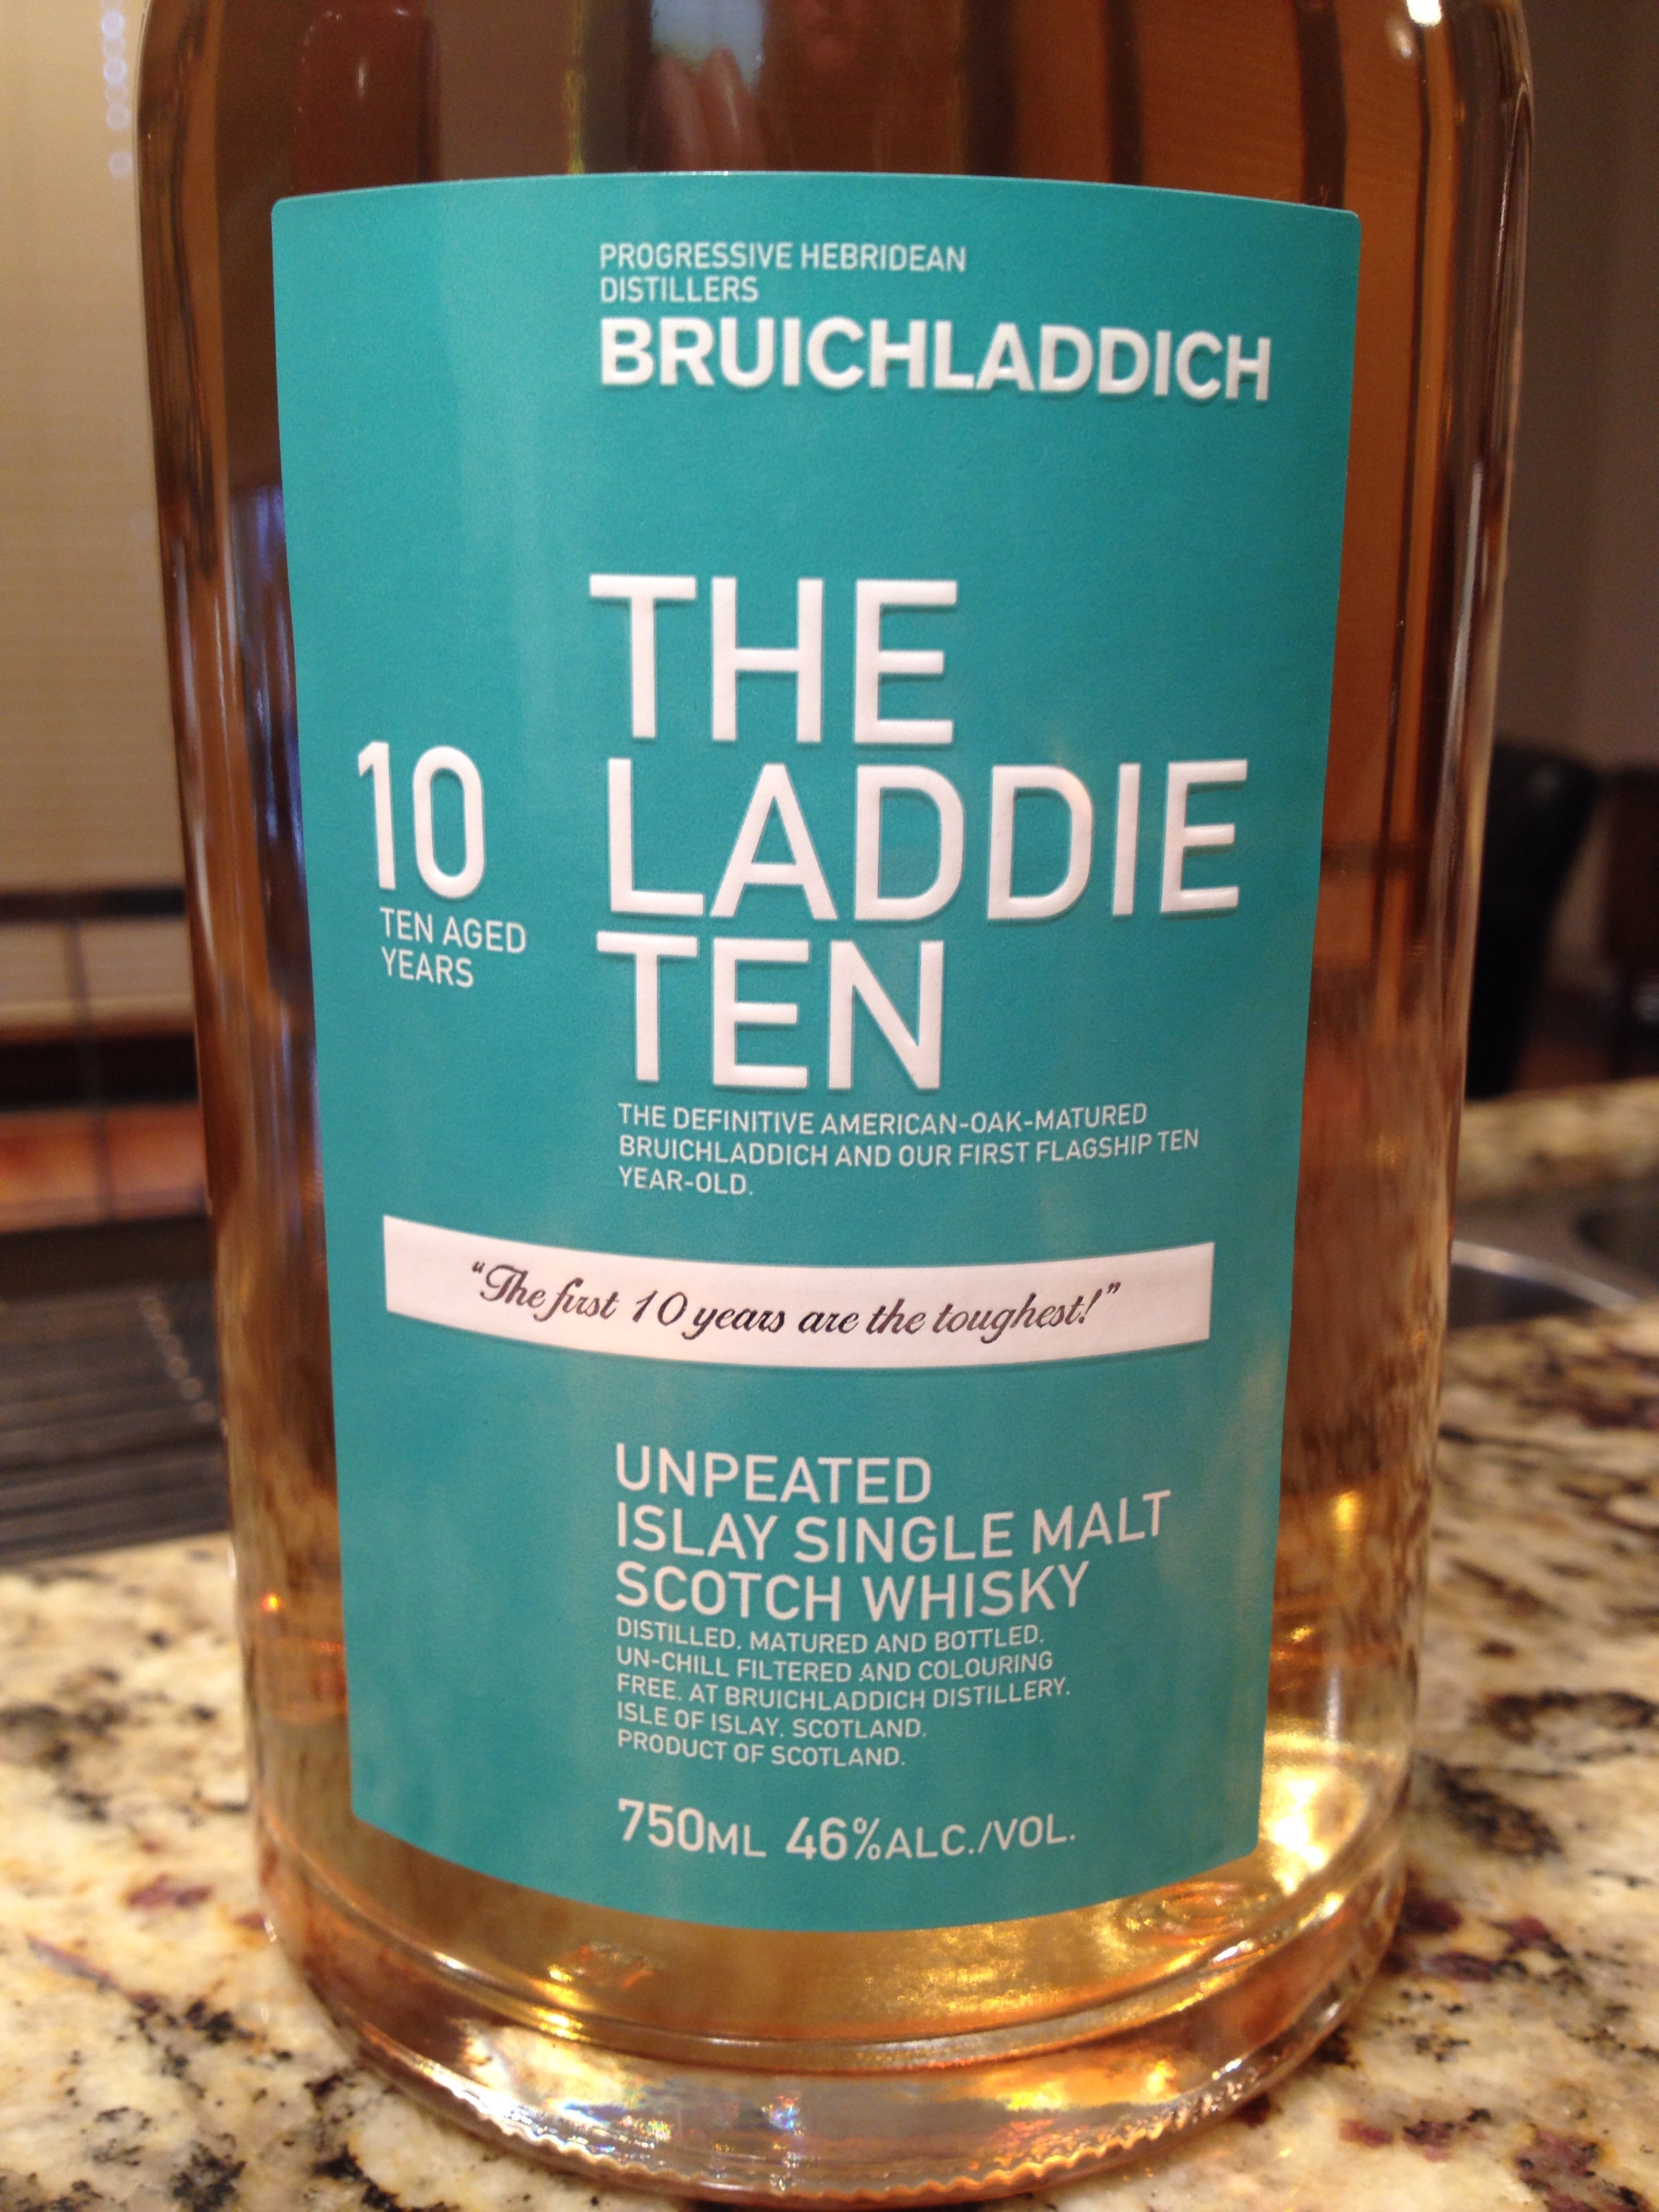 PROGRESSIVE HEBRIDEAN
DISTILLERS
BRUICHLADDICH
THE
LADDIE
TEN
10
TEN AGED
YEARS
THE DEFINITIVE AMERICAN-OAK-MATURED
BRUICHLADDICH AND OUR FIRST FLAGSHIP TEN
YEAR-OLD.
"The first 10 years are the toughest!"
UNPEATED
ISLAY SINGLE MALT
SCOTCH WHISKY
DISTILLED. MATURED AND BOTTLED.
UN-CHILL FILTERED AND COLOURING
FREE. AT BRUICHLADDICH DISTILLERY.
ISLE OF ISLAY. SCOTLAND.
PRODUCT OF SCOTLAND.
750ML 46%ALC./VOL.